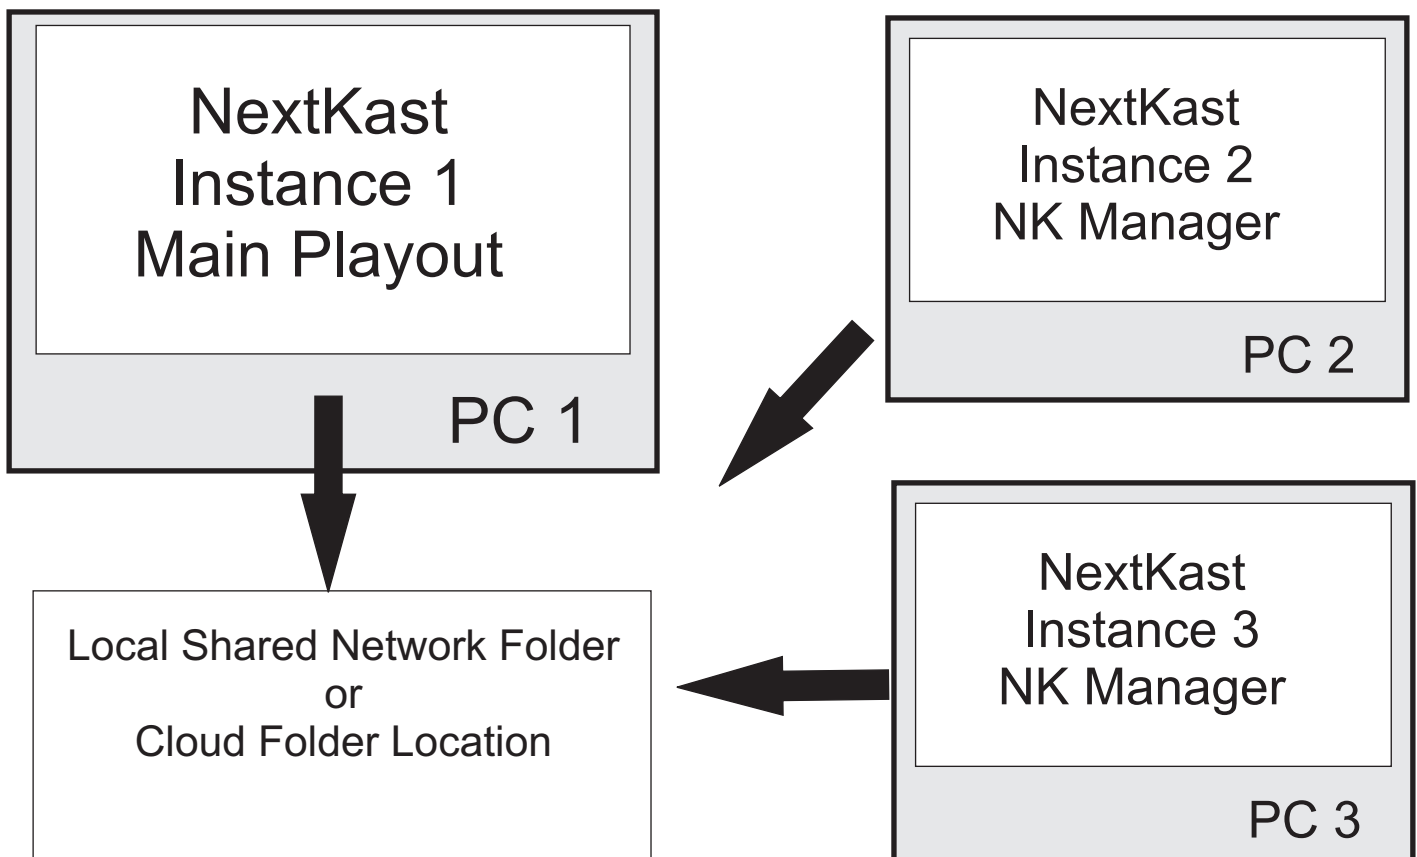 NextKast
Instance 1
Main Playout
PC 1
NextKast
Instance 2
NK Manager
PC 2
Local Shared Network Folder
or
Cloud Folder Location
NextKast
Instance 3
NK Manager
PC 3